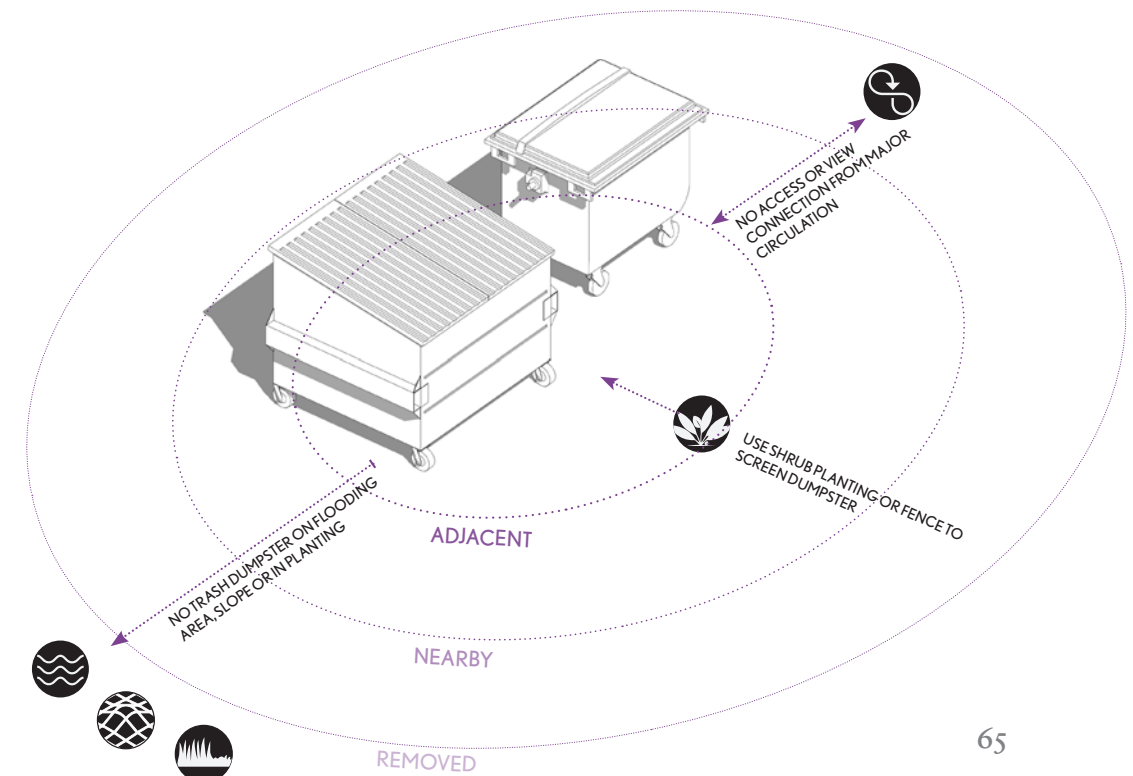 NO ACCESS OR VIEW
CONNECTION FROM MAJOR
CIRCULATION
USE SHRUB PLANTING OR FENCE TO
SCREEN DUMPSTER
NO TRASH DUMPSTER ON FLOODING
AREA, SLOPE OR IN PLANTING
ADJACENT
NEARBY
REMOVED
65